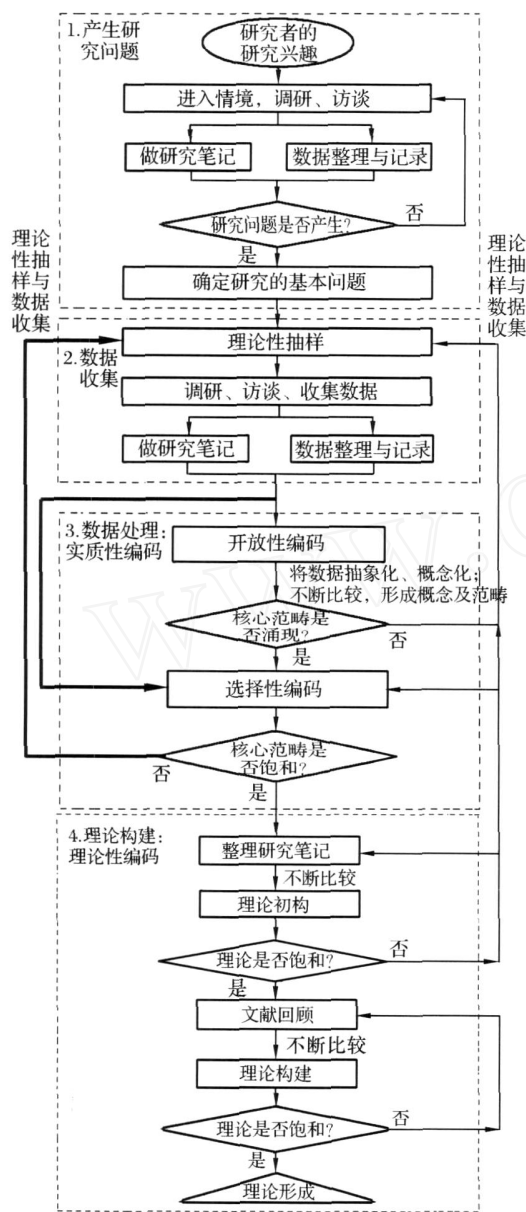 1.产生研
究问题
研究者的
研究兴趣
进入情境，调研、访谈
做研究笔记
数据整理与记录
研究问题是否产生?
否
是
确定研究的基本问题
理论
性抽
样与
数据
收集
理论
性抽
样与
数据
收集
2.数据
收集
理论性抽样
调研、访谈、收集数据
做研究笔记
数据整理与记录
3.数据处理:
实质性编码
开放性编码
将数据抽象化、概念化;
不断比较，形成概念及范畴
核心范畴是
否涌现?
否
是
选择性编码
核心范畴是
否饱和?
否
是
4.理论构建:
理论性编码
整理研究笔记
不断比较
理论初构
理论是否饱和?
否
是
文献回顾
不断比较
理论构建
理论是否饱和?
否
是
理论形成